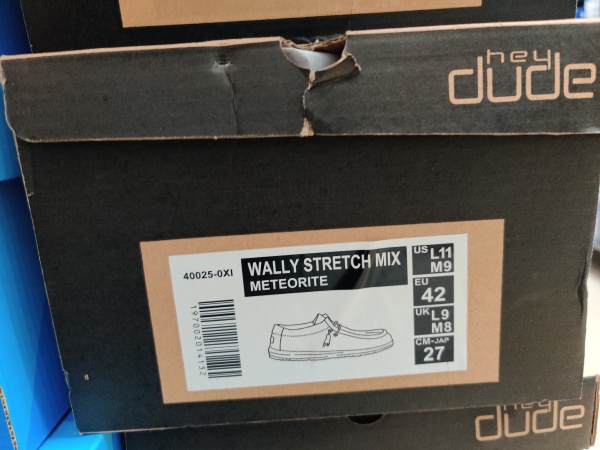 hey
dude
40025-0XI
WALLY STRETCH MIX
METEORITE
US L11
M9
EU
42
UK L9
M8
CM-JAP
27
197002014132
hey
dude